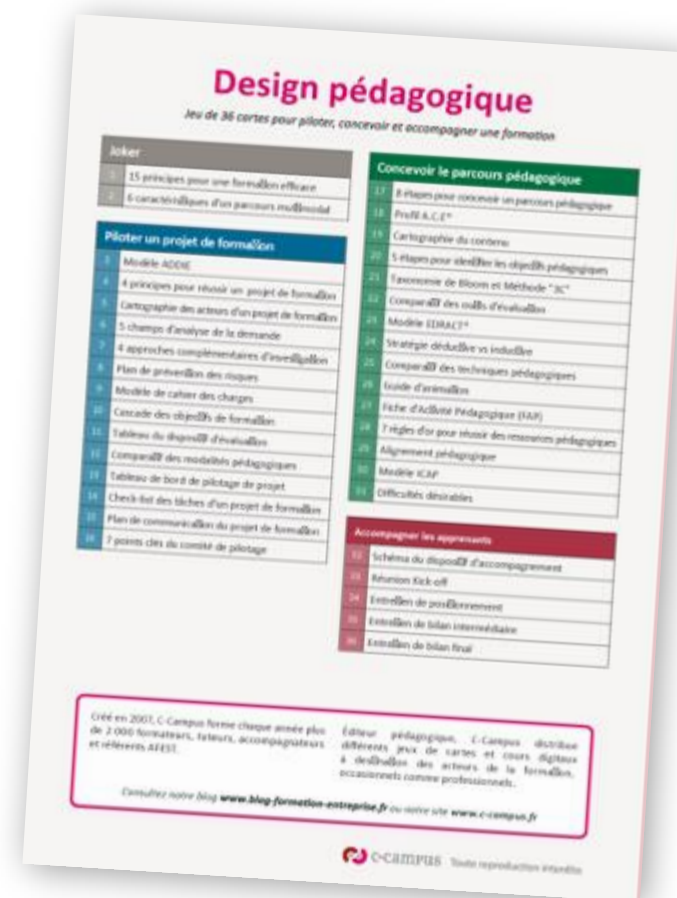 Design pédagogique
Jeu de 36 cartes pour piloter, concevoir et accompagner une formation
Joker
1 15 principes pour une formation efficace
2 6 caractéristiques d'un parcours multimodal
Piloter un projet de formation
3 Modèle ADDIE
4 4 principes pour réussir un projet de formation
5 Cartographie des acteurs d'un projet de formation
6 5 champs d'analyse de la demande
7 4 approches complémentaires d'investigation
8 Plan de prévention des risques
9 Modèle de cahier des charges
10 Cascade des objectifs de formation
11 Tableau du dispositif d'évaluation
12 Comparatif des modalités pédagogiques
13 Tableau de bord de pilotage de projet
14 Check-list des tâches d'un projet de formation
15 Plan de communication du projet de formation
16 7 points clés du comité de pilotage
Concevoir le parcours pédagogique
17 8 étapes pour concevoir un parcours pédagogique
18 Profil A.C.E®
19 Cartographie du contenu
20 5 étapes pour identifier les objectifs pédagogiques
21 Taxonomie de Bloom et Méthode "3C"
22 Comparatif des outils d'évaluation
23 Modèle EDRACT®
24 Stratégie déductive vs inductive
25 Comparatif des techniques pédagogiques
26 Guide d'animation
27 Fiche d'Activité Pédagogique (FAP)
28 7 règles d'or pour réussir des ressources pédagogiques
29 Alignement pédagogique
30 Modèle ICAP
31 Difficultés désirables
Accompagner les apprenants
32 Schéma du dispositif d'accompagnement
33 Réunion Kick-off
34 Entretien de positionnement
35 Entretien de bilan intermédiaire
36 Entretien de bilan final
Créé en 2007, C-Campus forme chaque année plus
de 2 000 formateurs, tuteurs, accompagnateurs
et référents AFEST.
Éditeur pédagogique, C-Campus distribue
différents jeux de cartes et cours digitaux
à destination des acteurs de la formation,
occasionnels comme professionnels.
Consultez notre blog www.blog-formation-entreprise.fr ou notre site www.c-campus.fr
c-campus Toute reproduction interdite